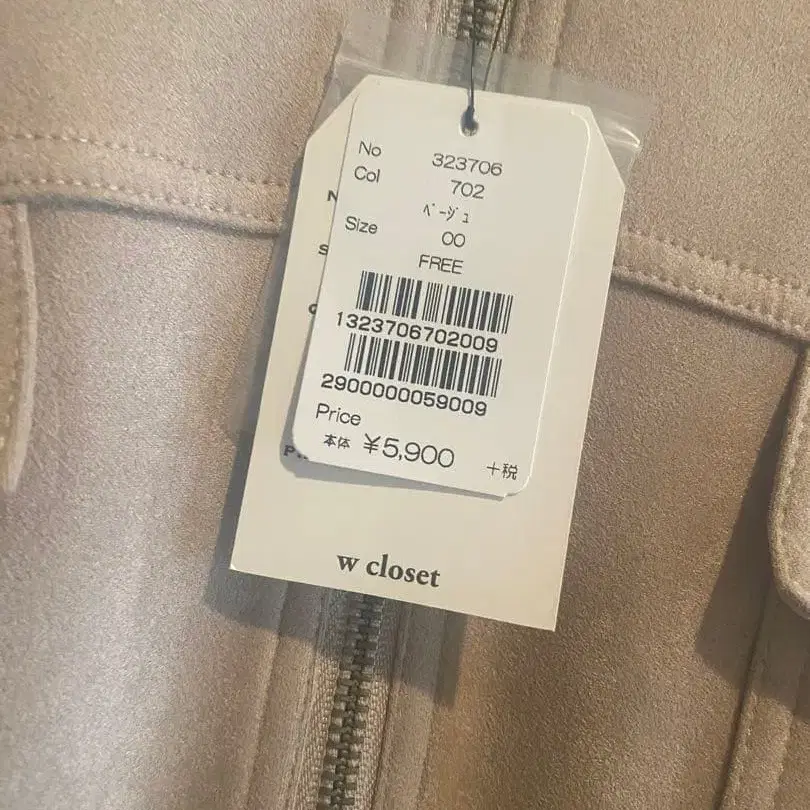 No 323706
Col 702
ﾍﾞｰｼﾞｭ
Size 00
FREE
1323706702009
2900000059009
Price
本体 ¥5,900 +税
w closet